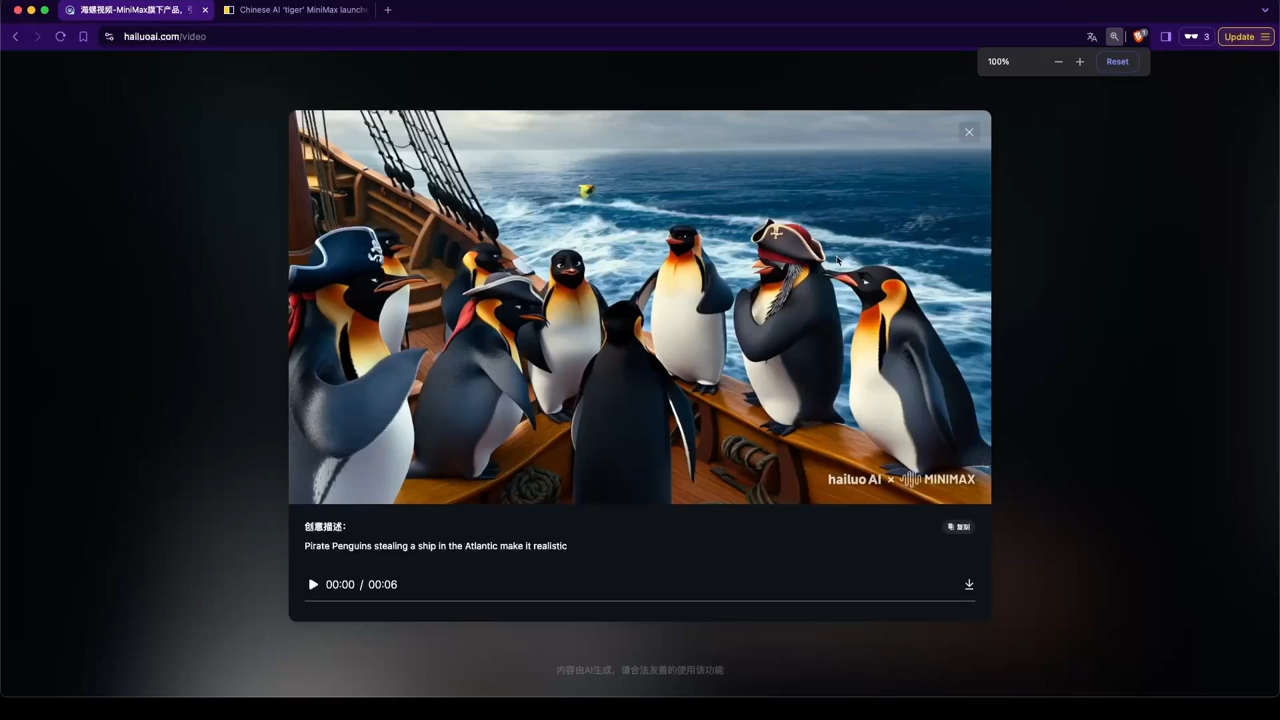 海螺视频-MiniMax旗下产品,
Chinese AI 'tiger' MiniMax launche
hailuoai.com/video
3
Update
100%
Reset
hailuo AI × MINIMAX
创意描述:
复制
Pirate Penguins stealing a ship in the Atlantic make it realistic
00:00 / 00:06
内容由AI生成，请合法友善的使用该功能